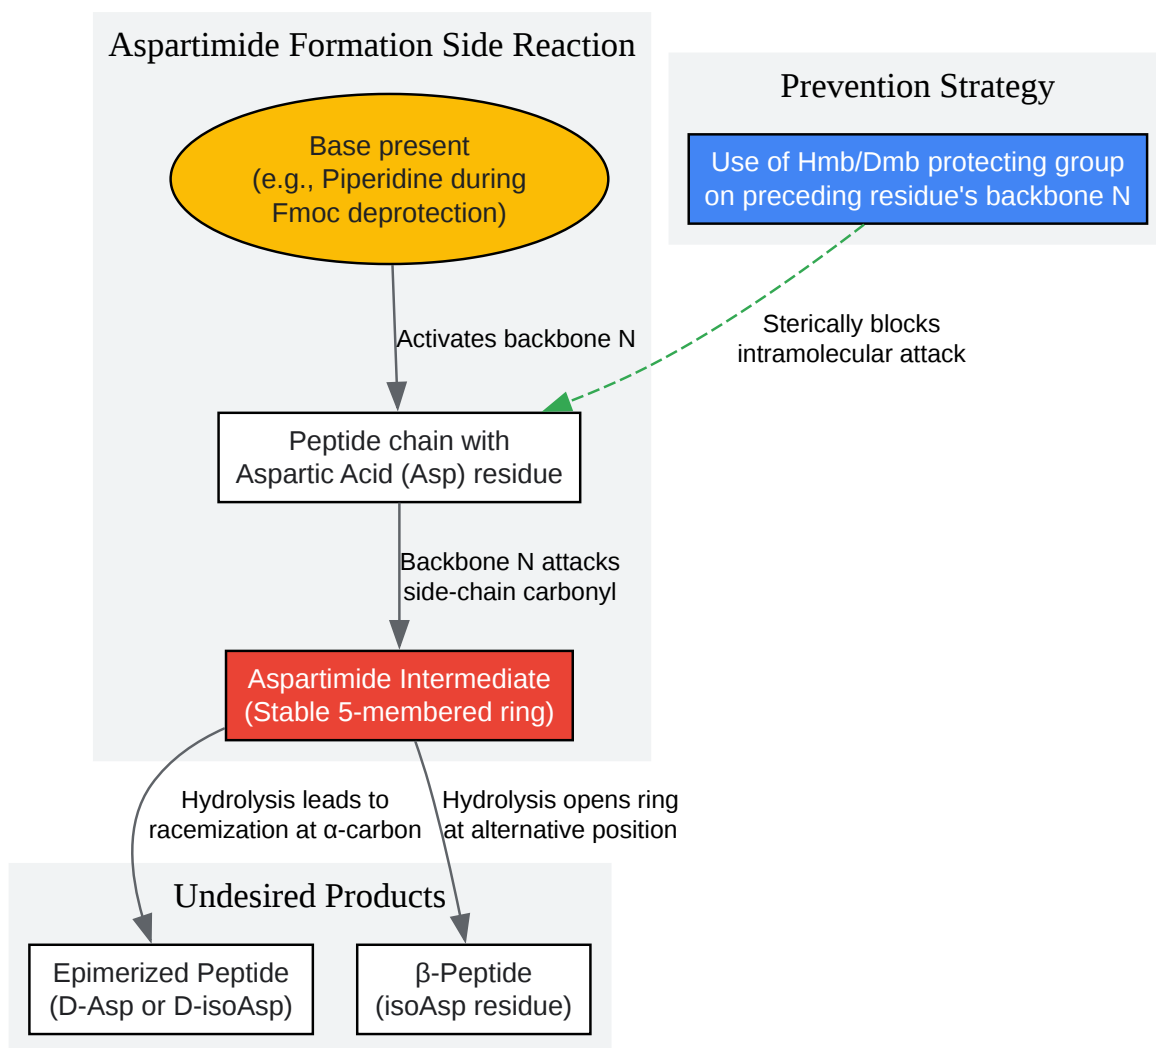 Aspartimide Formation Side Reaction
Base present
(e.g., Piperidine during
Fmoc deprotection)
Prevention Strategy
Use of Hmb/Dmb protecting group
on preceding residue's backbone N
Activates backbone N
Sterically blocks
intramolecular attack
Peptide chain with
Aspartic Acid (Asp) residue
Backbone N attacks
side-chain carbonyl
Aspartimide Intermediate
(Stable 5-membered ring)
Hydrolysis leads to
racemization at α-carbon
Hydrolysis opens ring
at alternative position
Undesired Products
Epimerized Peptide
(D-Asp or D-isoAsp)
β-Peptide
(isoAsp residue)